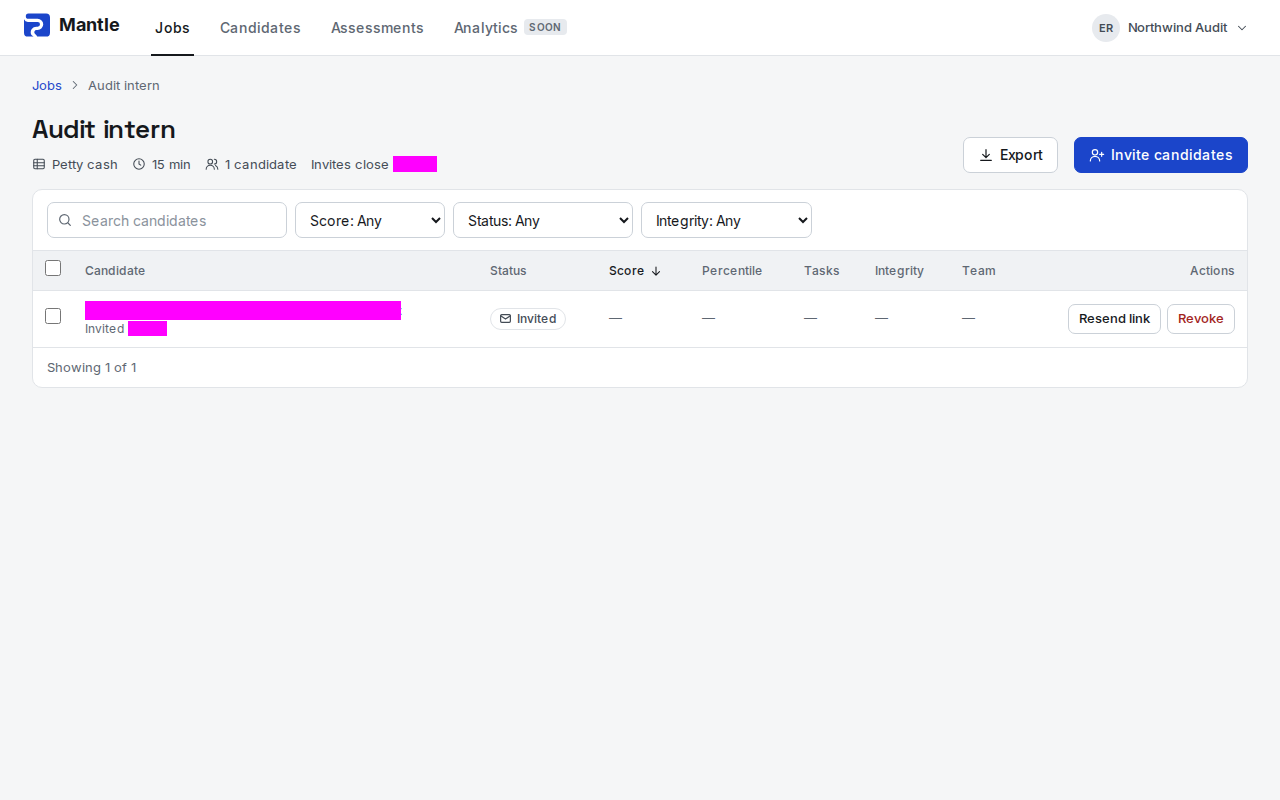 Mantle
Jobs Candidates Assessments Analytics SOON
ER Northwind Audit
Jobs > Audit intern
Audit intern
Petty cash 15 min 1 candidate Invites close
Export Invite candidates
Search candidates Score: Any Status: Any Integrity: Any
Candidate Status Score ↓ Percentile Tasks Integrity Team Actions
Invited — — — — — Resend link Revoke
Invited
Showing 1 of 1